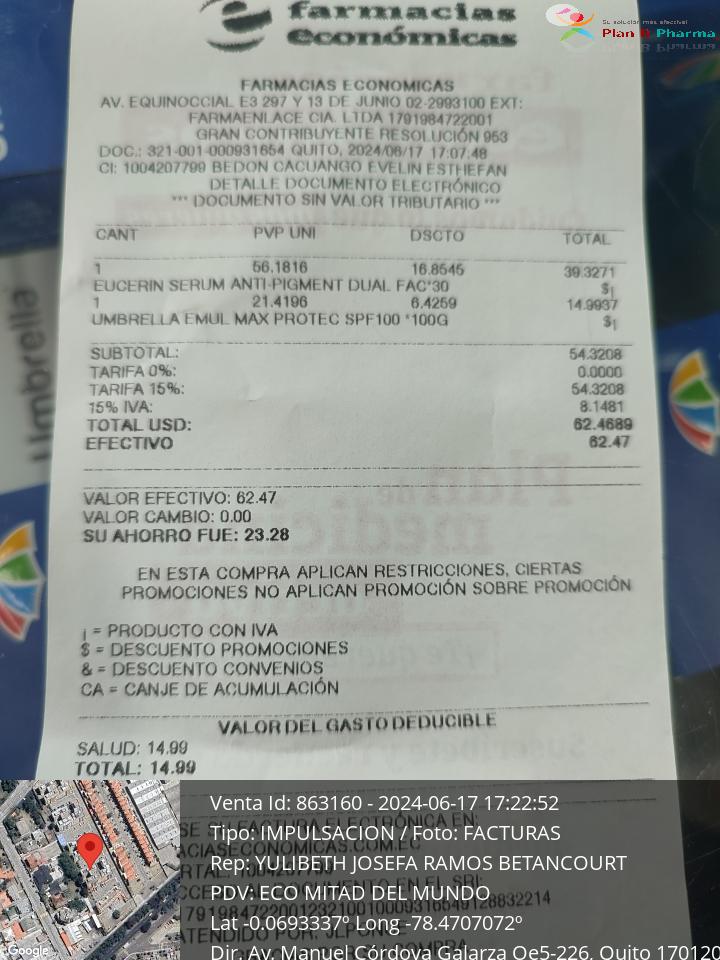 farmacias
económicas
Su solución más efectiva!
Plan B Pharma
FARMACIAS ECONOMICAS
AV. EQUINOCCIAL E3 297 Y 13 DE JUNIO 02-2993100 EXT:
FARMAENLACE CIA. LTDA 1791984722001
GRAN CONTRIBUYENTE RESOLUCIÓN 953
DOC.: 321-001-000931654 QUITO, 2024/06/17 17:07:48
CI: 1004207799 BEDON CACUANGO EVELIN ESTHEFAN
DETALLE DOCUMENTO ELECTRÓNICO
*** DOCUMENTO SIN VALOR TRIBUTARIO ***
CANT PVP UNI DSCTO TOTAL
1 56.1816 16.8545 39.3271
EUCERIN SERUM ANTI-PIGMENT DUAL FAC*30 $¡
1 21.4196 6.4259 14.9937
UMBRELLA EMUL MAX PROTEC SPF100 *100G $¡
SUBTOTAL: 54.3208
TARIFA 0%: 0.0000
TARIFA 15%: 54.3208
15% IVA: 8.1481
TOTAL USD: 62.4689
EFECTIVO 62.47
VALOR EFECTIVO: 62.47
VALOR CAMBIO: 0.00
SU AHORRO FUE: 23.28
EN ESTA COMPRA APLICAN RESTRICCIONES, CIERTAS
PROMOCIONES NO APLICAN PROMOCIÓN SOBRE PROMOCIÓN
¡ = PRODUCTO CON IVA
$ = DESCUENTO PROMOCIONES
& = DESCUENTO CONVENIOS
CA = CANJE DE ACUMULACIÓN
VALOR DEL GASTO DEDUCIBLE
SALUD: 14.99
TOTAL: 14.99
Umbrella
Venta Id: 863160 - 2024-06-17 17:22:52
Tipo: IMPULSACION / Foto: FACTURAS
Rep: YULIBETH JOSEFA RAMOS BETANCOURT
PDV: ECO MITAD DEL MUNDO
Lat -0.0693337º Long -78.4707072º
Dir. Av. Manuel Córdova Galarza Oe5-226, Quito 170120
Google